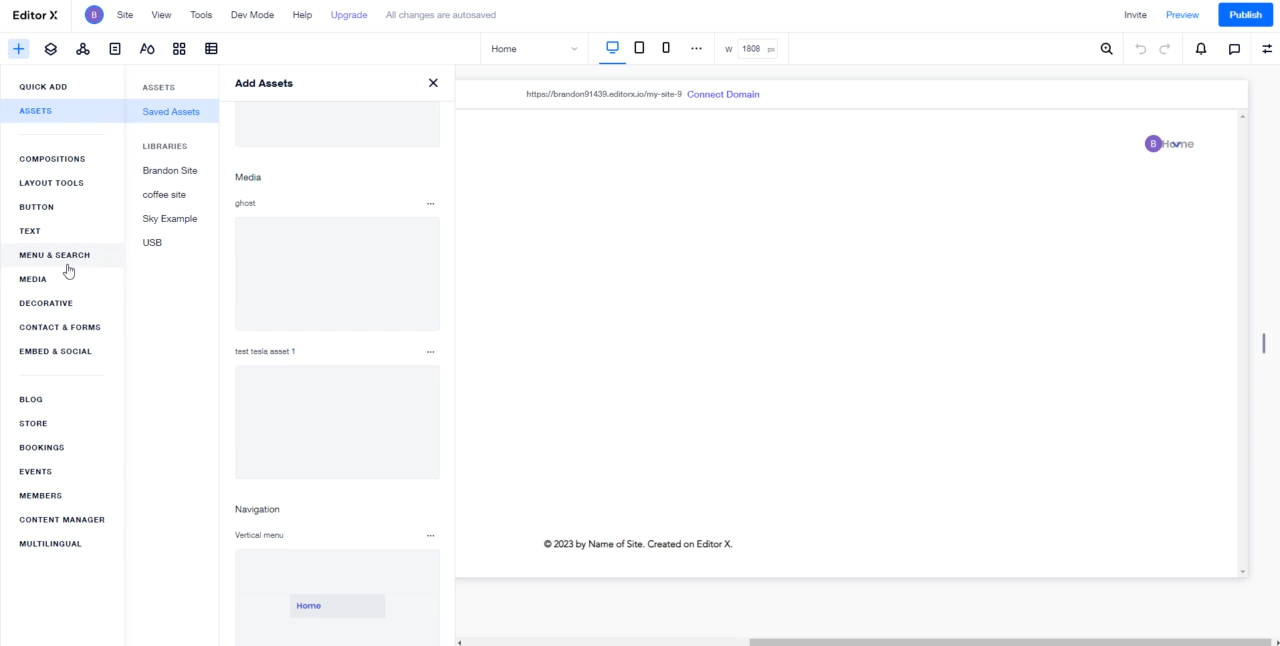 Editor X
B
Site
View
Tools
Dev Mode
Help
Upgrade
All changes are autosaved
Invite
Preview
Publish
Home
W
1808
px
QUICK ADD
ASSETS
COMPOSITIONS
LAYOUT TOOLS
BUTTON
TEXT
MENU & SEARCH
MEDIA
DECORATIVE
CONTACT & FORMS
EMBED & SOCIAL
BLOG
STORE
BOOKINGS
EVENTS
MEMBERS
CONTENT MANAGER
MULTILINGUAL
ASSETS
Saved Assets
LIBRARIES
Brandon Site
coffee site
Sky Example
USB
Add Assets
Media
ghost
test tesla asset 1
Navigation
Vertical menu
Home
https://brandon91439.editorx.io/my-site-9 Connect Domain
B
Home
© 2023 by Name of Site. Created on Editor X.